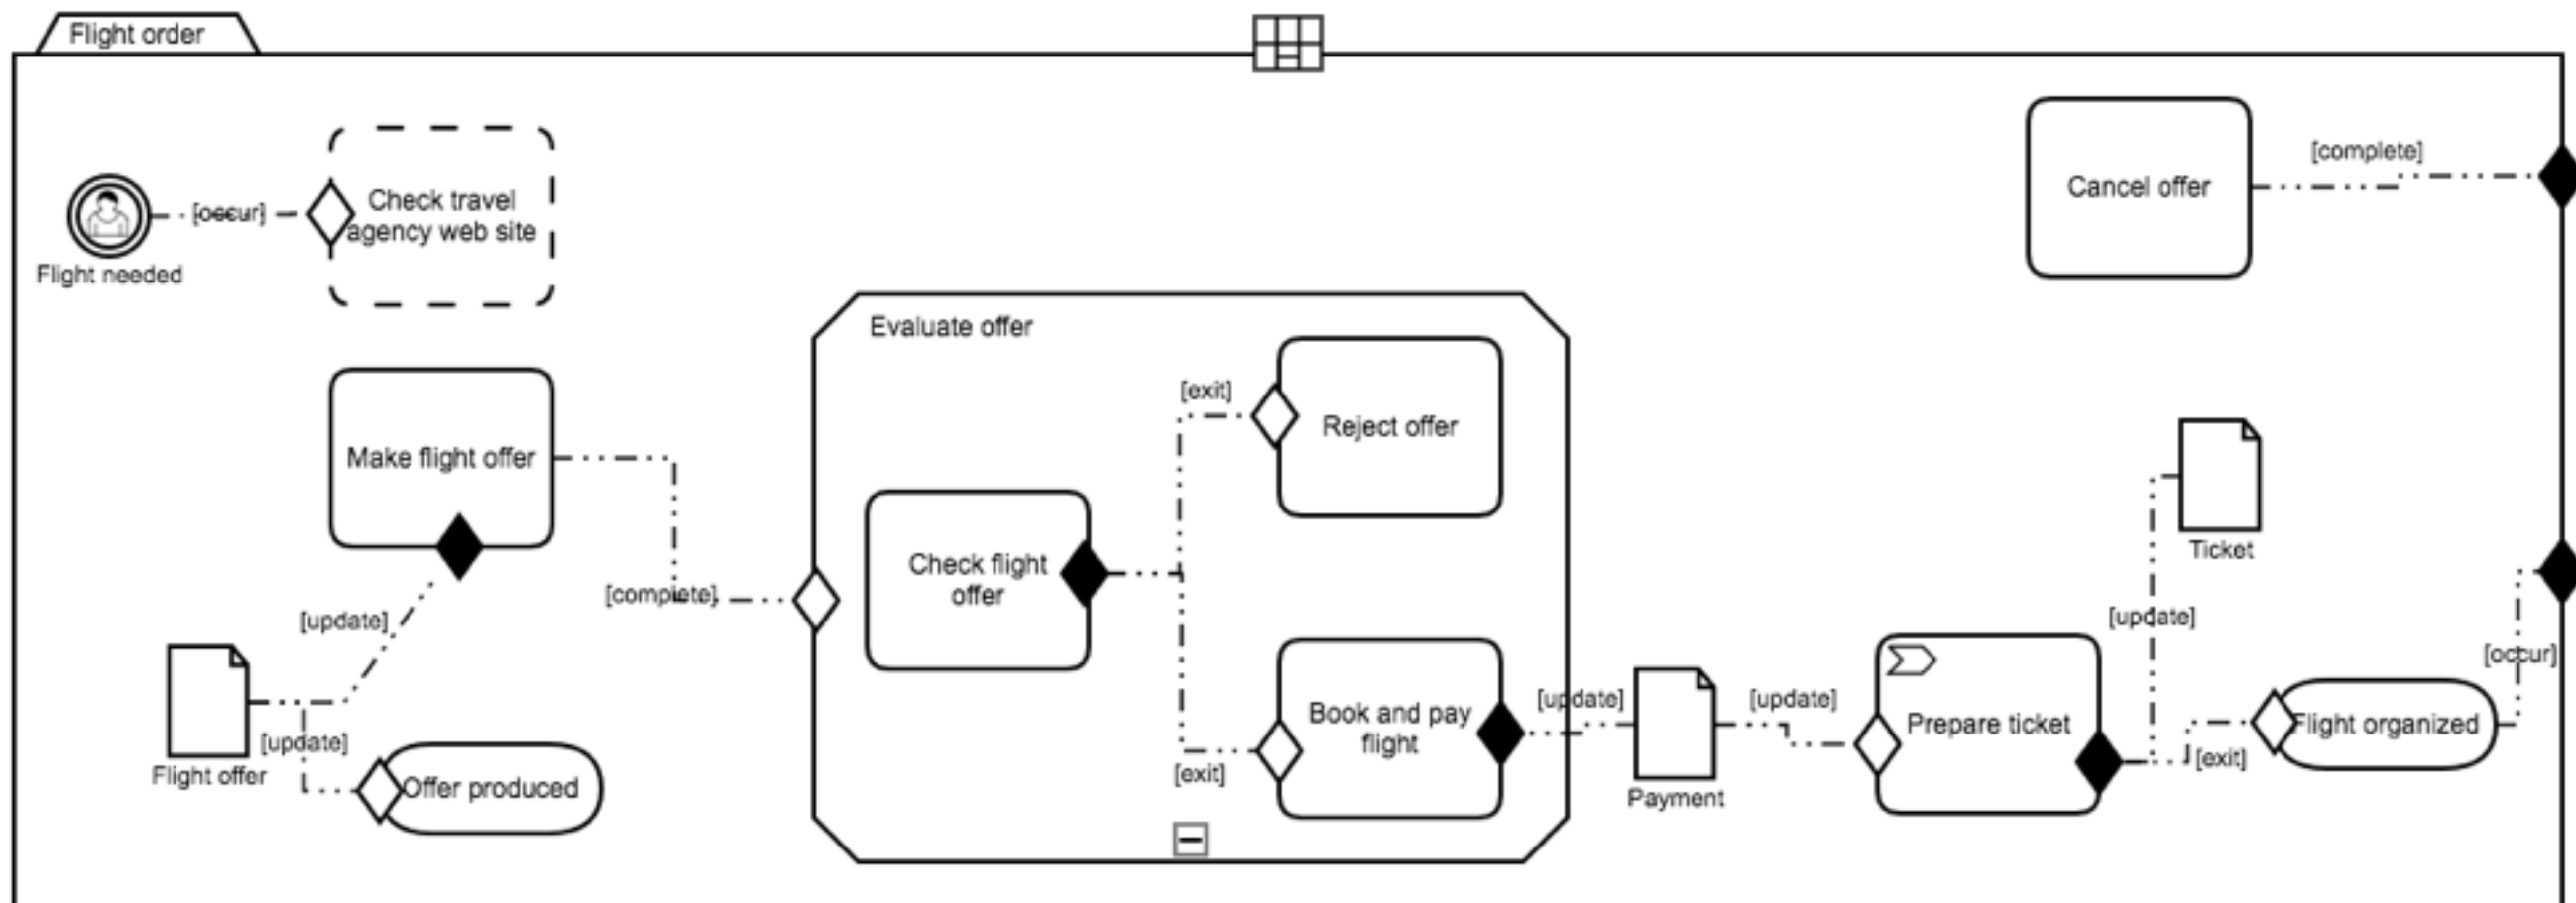 Flight order
[occur]
Check travel
agency web site
Flight needed
Cancel offer
[complete]
Evaluate offer
Make flight offer
[complete]
[update]
Flight offer
[update]
Offer produced
Check flight
offer
[exit]
Reject offer
[exit]
Book and pay
flight
[update]
Payment
[update]
Prepare ticket
Ticket
[update]
[exit]
Flight organized
[occur]